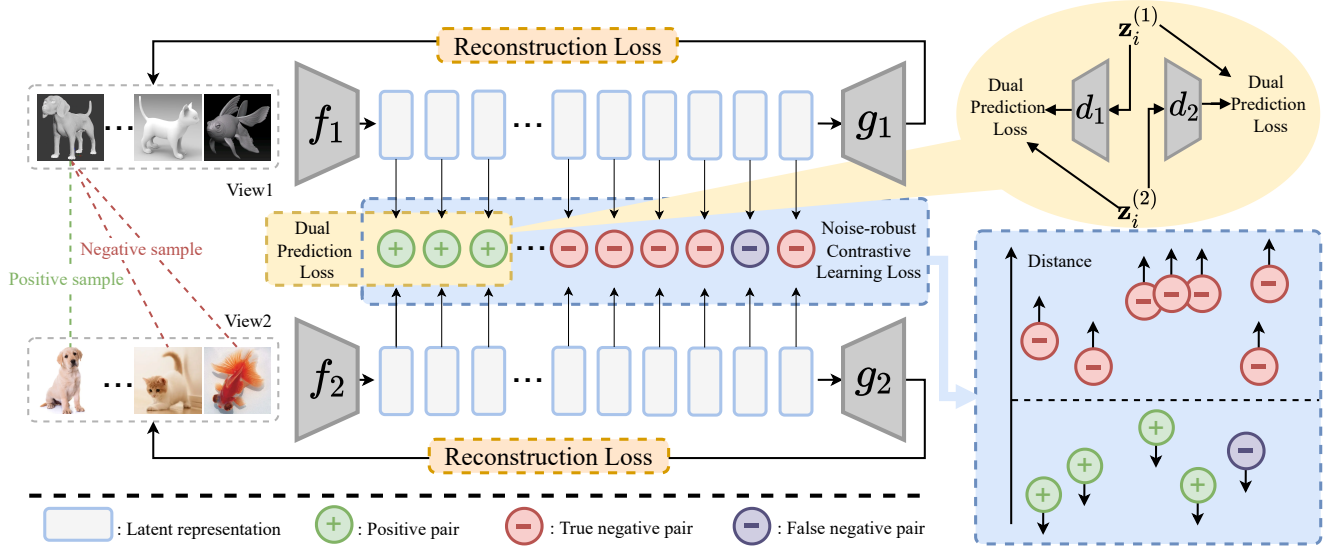 Reconstruction Loss
f₁
...
g₁
View1
Positive sample
Negative sample
View2
Dual
Prediction
Loss
+ + + ... − − − − − −
Noise-robust
Contrastive
Learning Loss
f₂
...
g₂
Reconstruction Loss
z_i^(1)
Dual
Prediction
Loss
d₁
d₂
Dual
Prediction
Loss
z_i^(2)
Distance
: Latent representation
: Positive pair
: True negative pair
: False negative pair